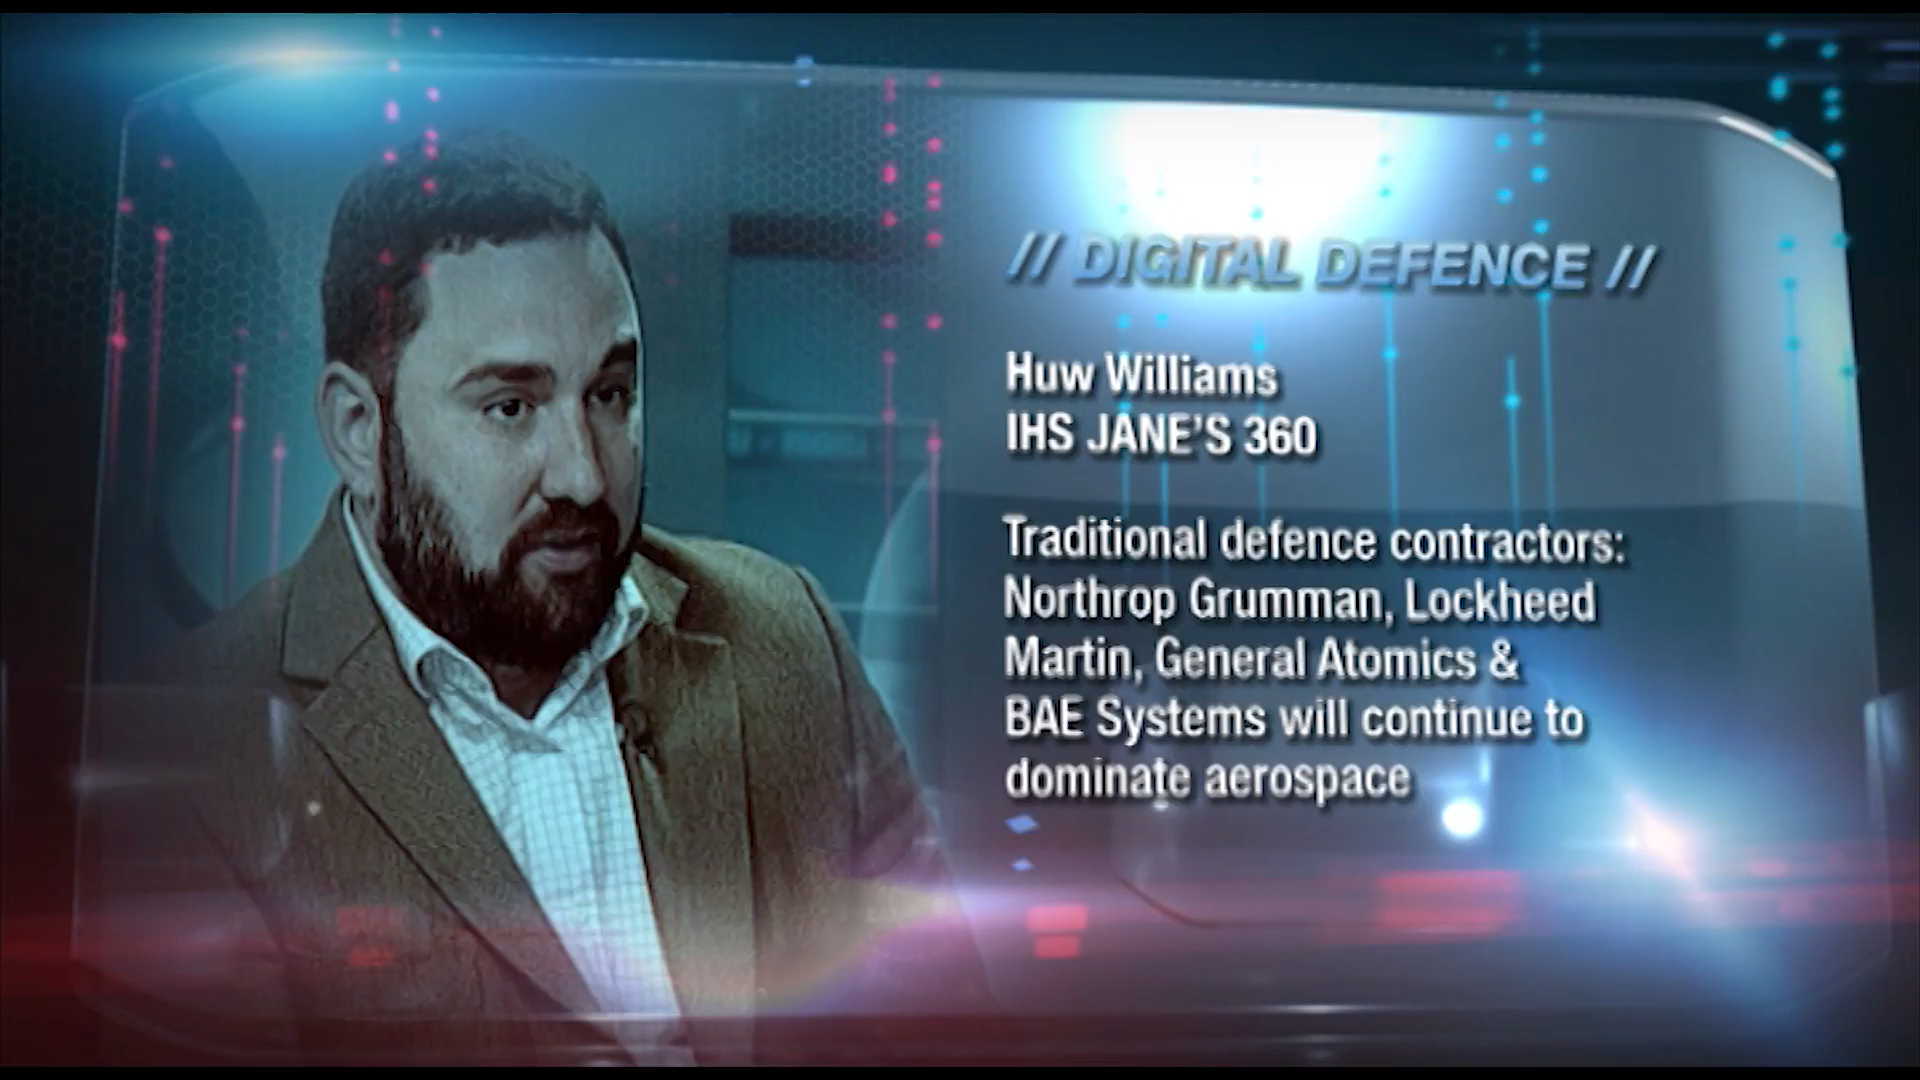 // DIGITAL DEFENCE //
Huw Williams
IHS JANE'S 360
Traditional defence contractors:
Northrop Grumman, Lockheed
Martin, General Atomics &
BAE Systems will continue to
dominate aerospace